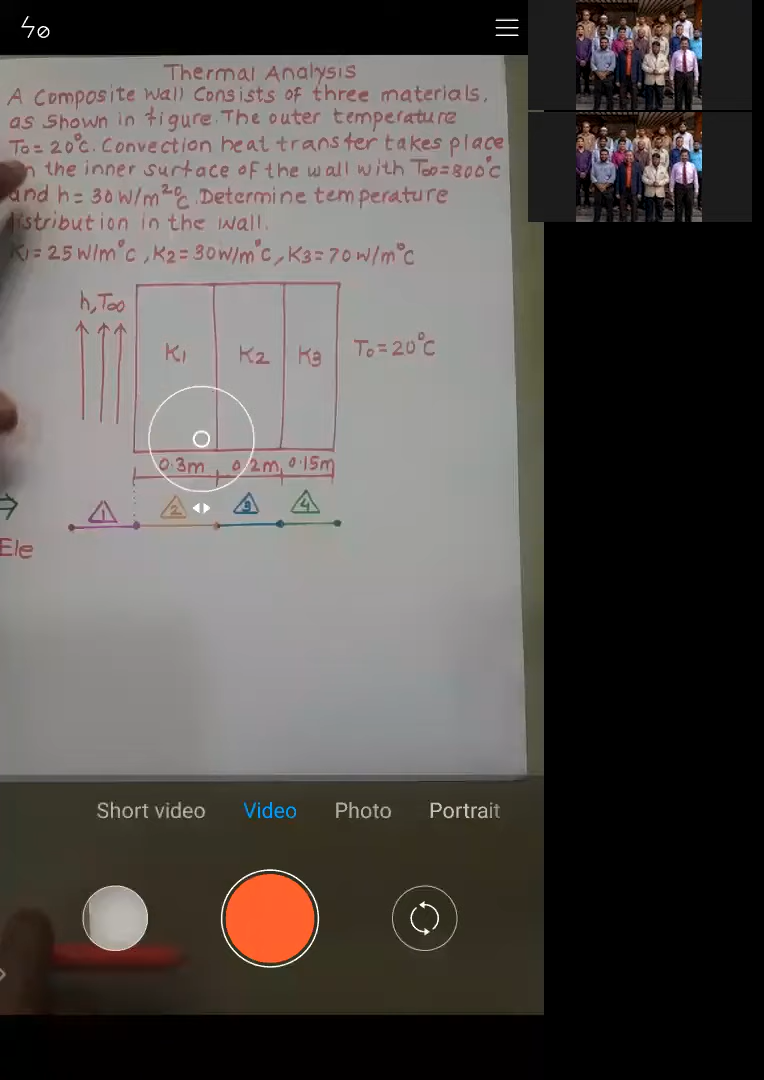 Thermal Analysis
A Composite wall Consists of three materials,
as shown in figure. The outer temperature
To = 20°C. Convection heat transfer takes place
the inner surface of the wall with T∞=800°C
and h = 30 W/m²°C. Determine temperature
distribution in the wall.
K1 = 25 W/m°C, K2 = 30 W/m°C, K3 = 70 W/m°C
h, T∞
K1 K2 K3 To = 20°C
0.3m 0.2m 0.15m
1 2 3 4
Ele
Short video Video Photo Portrait